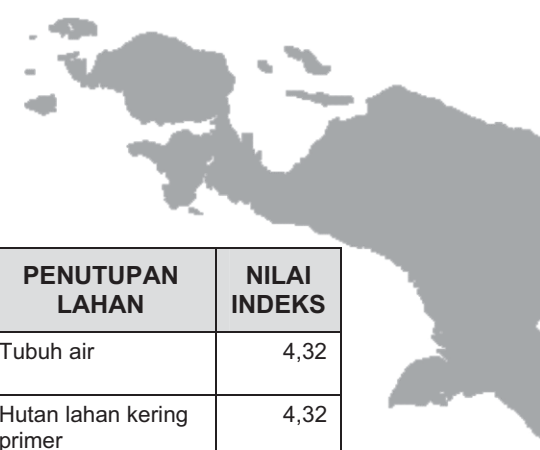 PENUTUPAN
LAHAN
NILAI
INDEKS
Tubuh air
4,32
Hutan lahan kering
primer
4,32